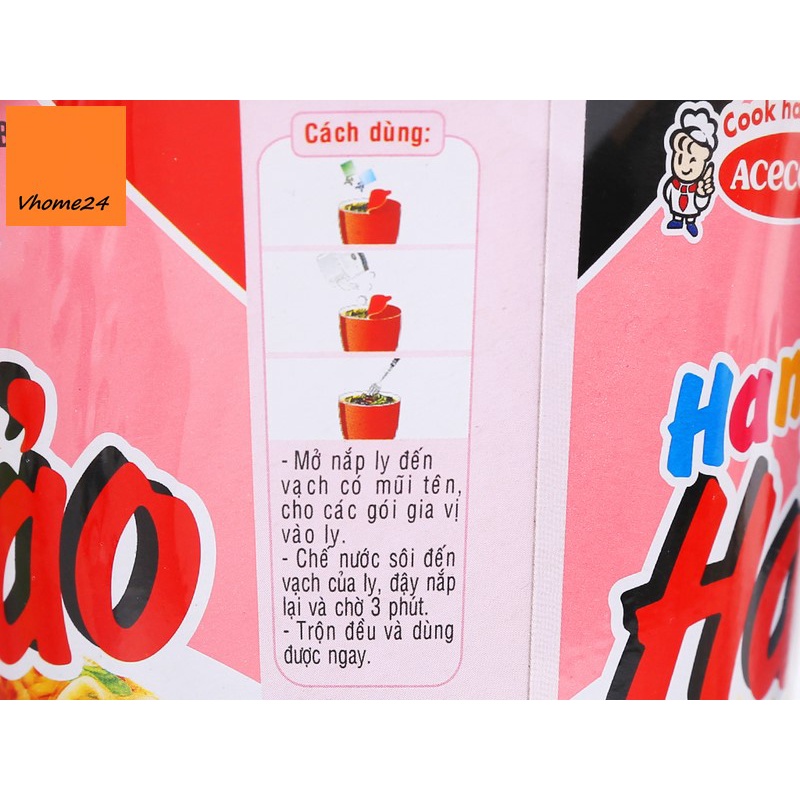 Vhome24
Cách dùng:
- Mở nắp ly đến
vạch có mũi tên,
cho các gói gia vị
vào ly.
- Chế nước sôi đến
vạch của ly, đậy nắp
lại và chờ 3 phút.
- Trộn đều và dùng
được ngay.
ảo
Cook ha
Acec
Ham
Hả